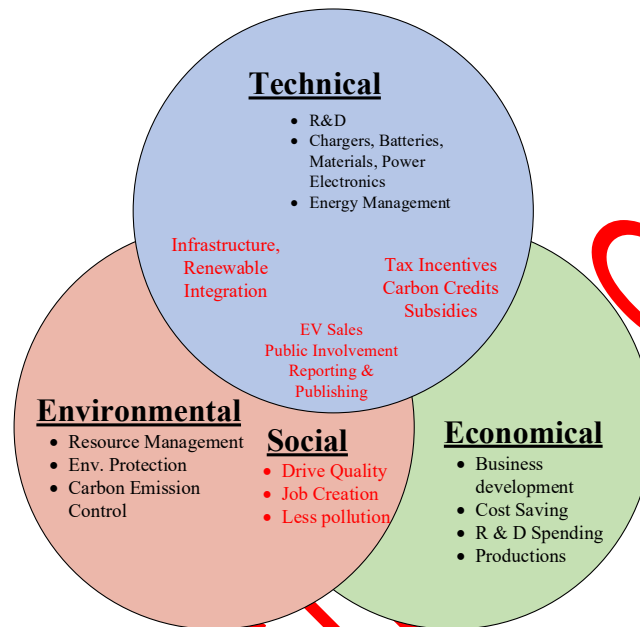 Technical
• R&D
• Chargers, Batteries,
Materials, Power
Electronics
• Energy Management
Infrastructure,
Renewable
Integration
Tax Incentives
Carbon Credits
Subsidies
EV Sales
Public Involvement
Reporting &
Publishing
Environmental
• Resource Management
• Env. Protection
• Carbon Emission
Control
Social
• Drive Quality
• Job Creation
• Less pollution
Economical
• Business
development
• Cost Saving
• R & D Spending
• Productions